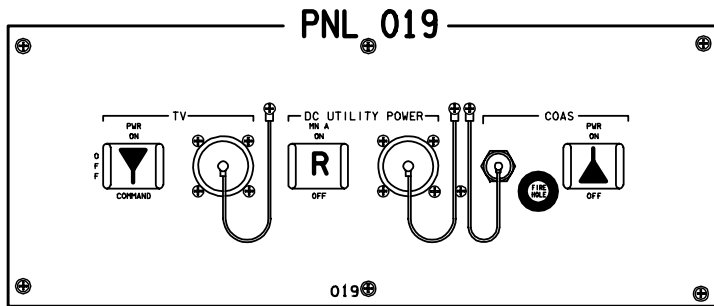 PNL 019
TV
DC UTILITY POWER
COAS
PWR
ON
OFF
COMMAND
MN A
ON
R
OFF
FIRE
HOLE
PWR
ON
OFF
019